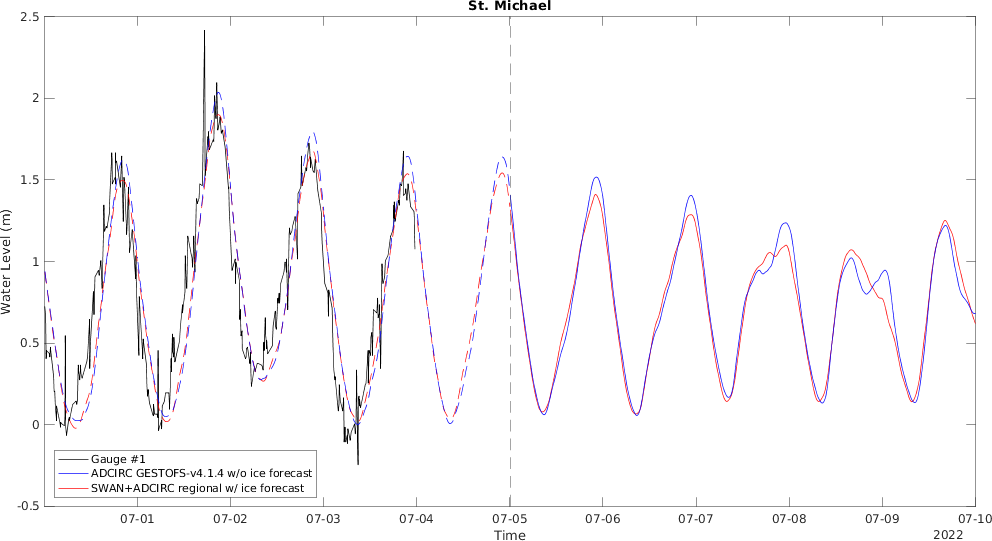 St. Michael
2.5
2
1.5
1
0.5
0
-0.5
Water Level (m)
Gauge #1
ADCIRC GESTOFS-v4.1.4 w/o ice forecast
SWAN+ADCIRC regional w/ ice forecast
07-01 07-02 07-03 07-04 07-05 07-06 07-07 07-08 07-09 07-10
Time
2022